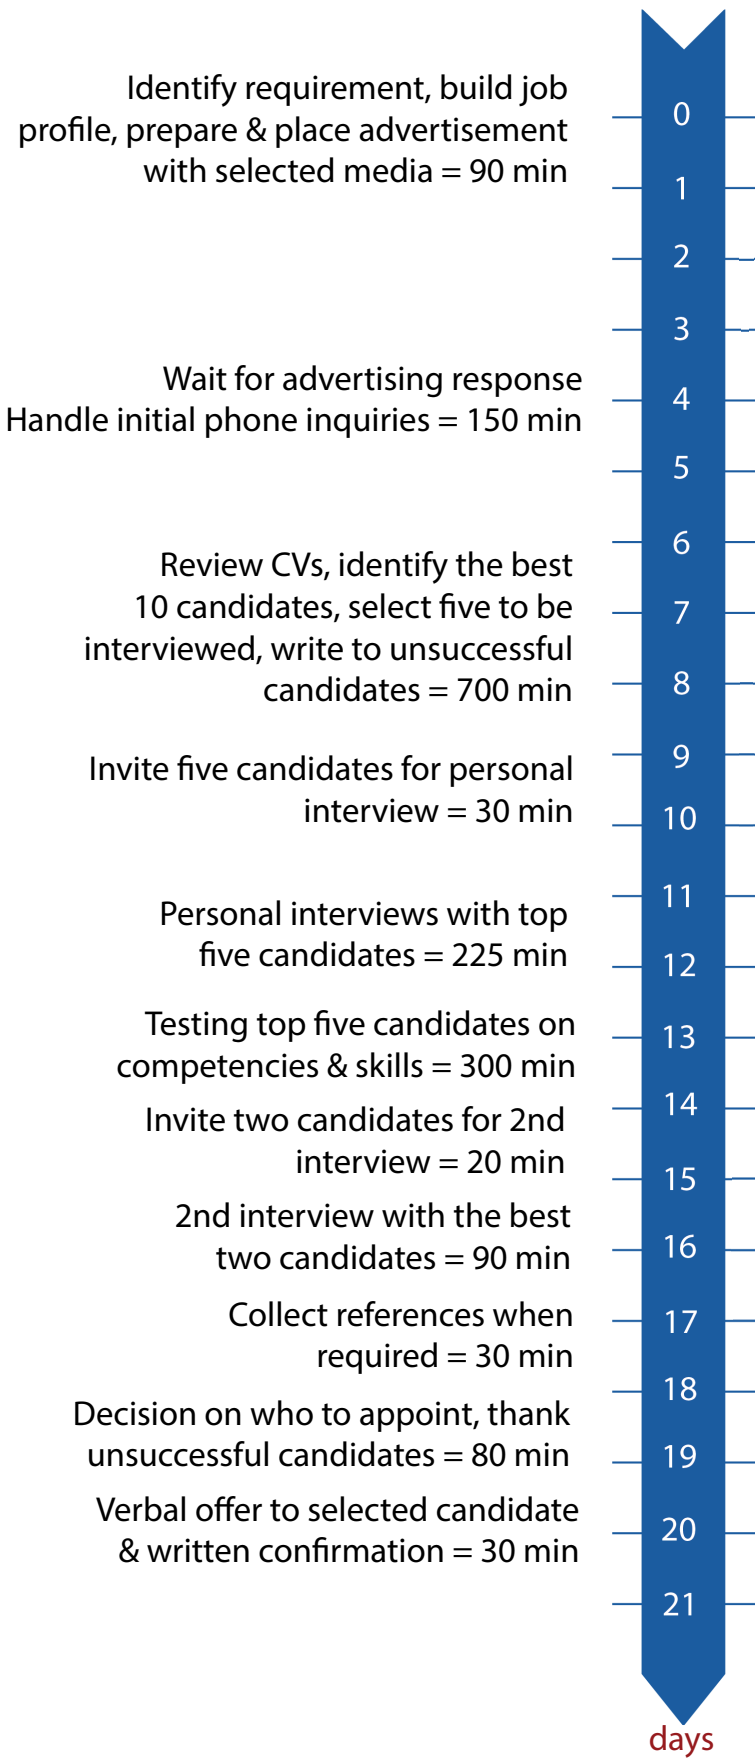 Identify requirement, build job
profile, prepare & place advertisement
with selected media = 90 min
0
1
2
3
Wait for advertising response
Handle initial phone inquiries = 150 min
4
5
6
Review CVs, identify the best
10 candidates, select five to be
interviewed, write to unsuccessful
candidates = 700 min
7
8
9
Invite five candidates for personal
interview = 30 min
10
11
Personal interviews with top
five candidates = 225 min
12
Testing top five candidates on
competencies & skills = 300 min
13
14
Invite two candidates for 2nd
interview = 20 min
15
2nd interview with the best
two candidates = 90 min
16
Collect references when
required = 30 min
17
18
Decision on who to appoint, thank
unsuccessful candidates = 80 min
19
Verbal offer to selected candidate
& written confirmation = 30 min
20
21
days